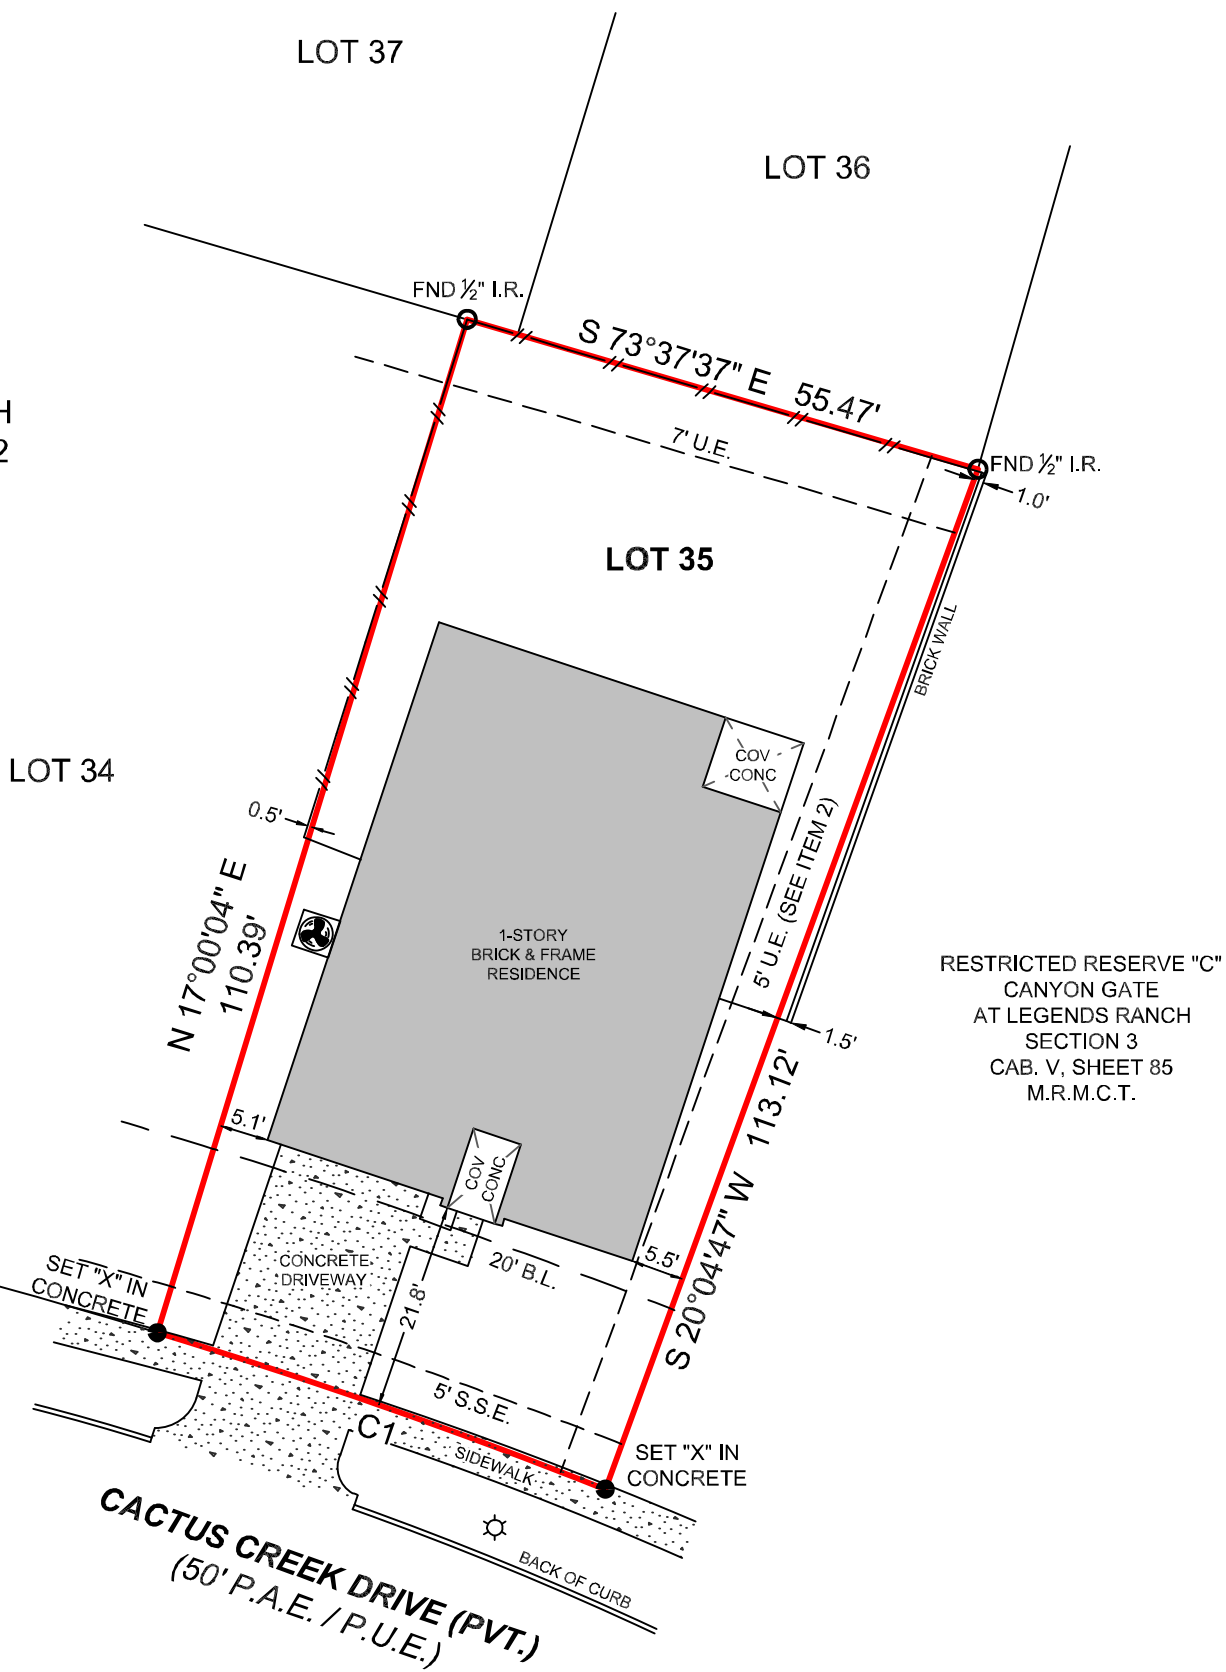 LOT 37
LOT 36
FND ½" I.R.
S 73°37'37" E 55.47'
7' U.E.
FND ½" I.R.
1.0'
H
2
LOT 35
BRICK WALL
LOT 34
COV
CONC
0.5'
5' U.E. (SEE ITEM 2)
N 17°00'04" E
110.39'
1-STORY
BRICK & FRAME
RESIDENCE
RESTRICTED RESERVE "C"
CANYON GATE
AT LEGENDS RANCH
SECTION 3
CAB. V, SHEET 85
M.R.M.C.T.
1.5'
S 20°04'47" W 113.12'
5.1'
COV
CONC
5.5'
20' B.L.
CONCRETE
DRIVEWAY
21.8'
SET "X" IN
CONCRETE
5' S.S.E.
C1
SIDEWALK
SET "X" IN
CONCRETE
BACK OF CURB
CACTUS CREEK DRIVE (PVT.)
(50' P.A.E. / P.U.E.)